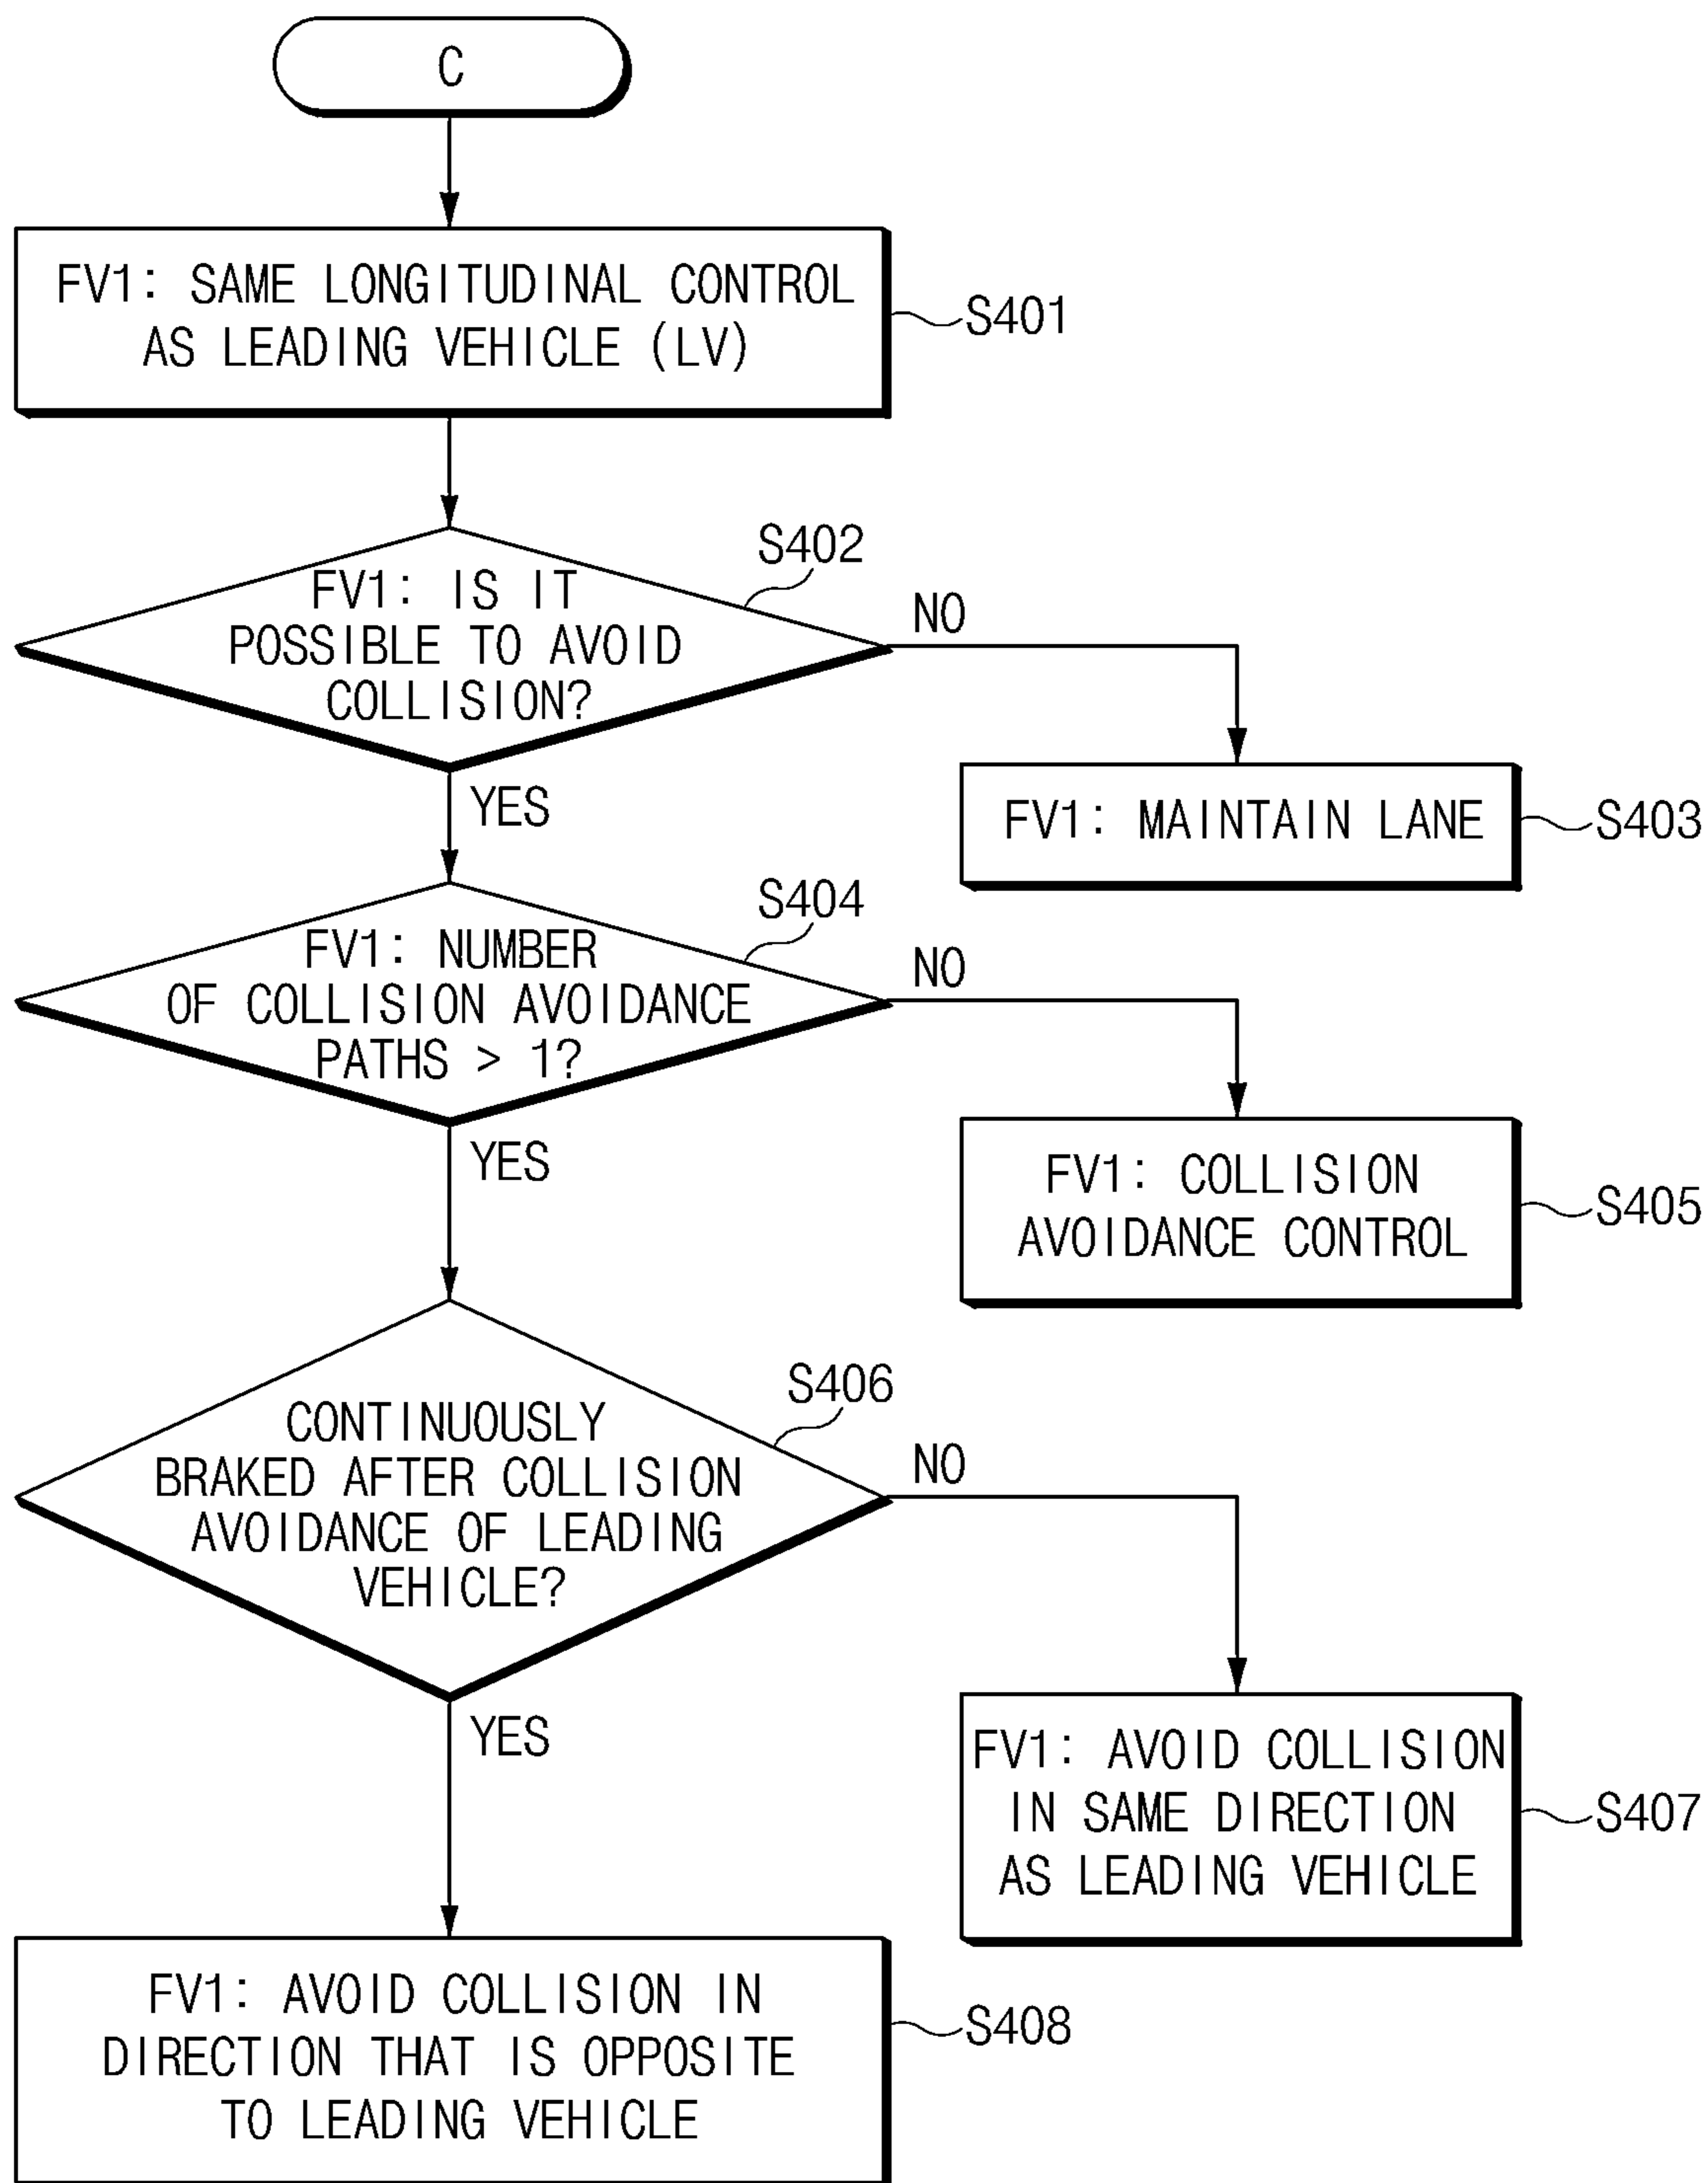 C
FV1: SAME LONGITUDINAL CONTROL
AS LEADING VEHICLE (LV)
S401
S402
FV1: IS IT
POSSIBLE TO AVOID
COLLISION?
NO
YES
FV1: MAINTAIN LANE
S403
S404
FV1: NUMBER
OF COLLISION AVOIDANCE
PATHS > 1?
NO
YES
FV1: COLLISION
AVOIDANCE CONTROL
S405
S406
CONTINUOUSLY
BRAKED AFTER COLLISION
AVOIDANCE OF LEADING
VEHICLE?
NO
YES
FV1: AVOID COLLISION
IN SAME DIRECTION
AS LEADING VEHICLE
S407
FV1: AVOID COLLISION IN
DIRECTION THAT IS OPPOSITE
TO LEADING VEHICLE
S408